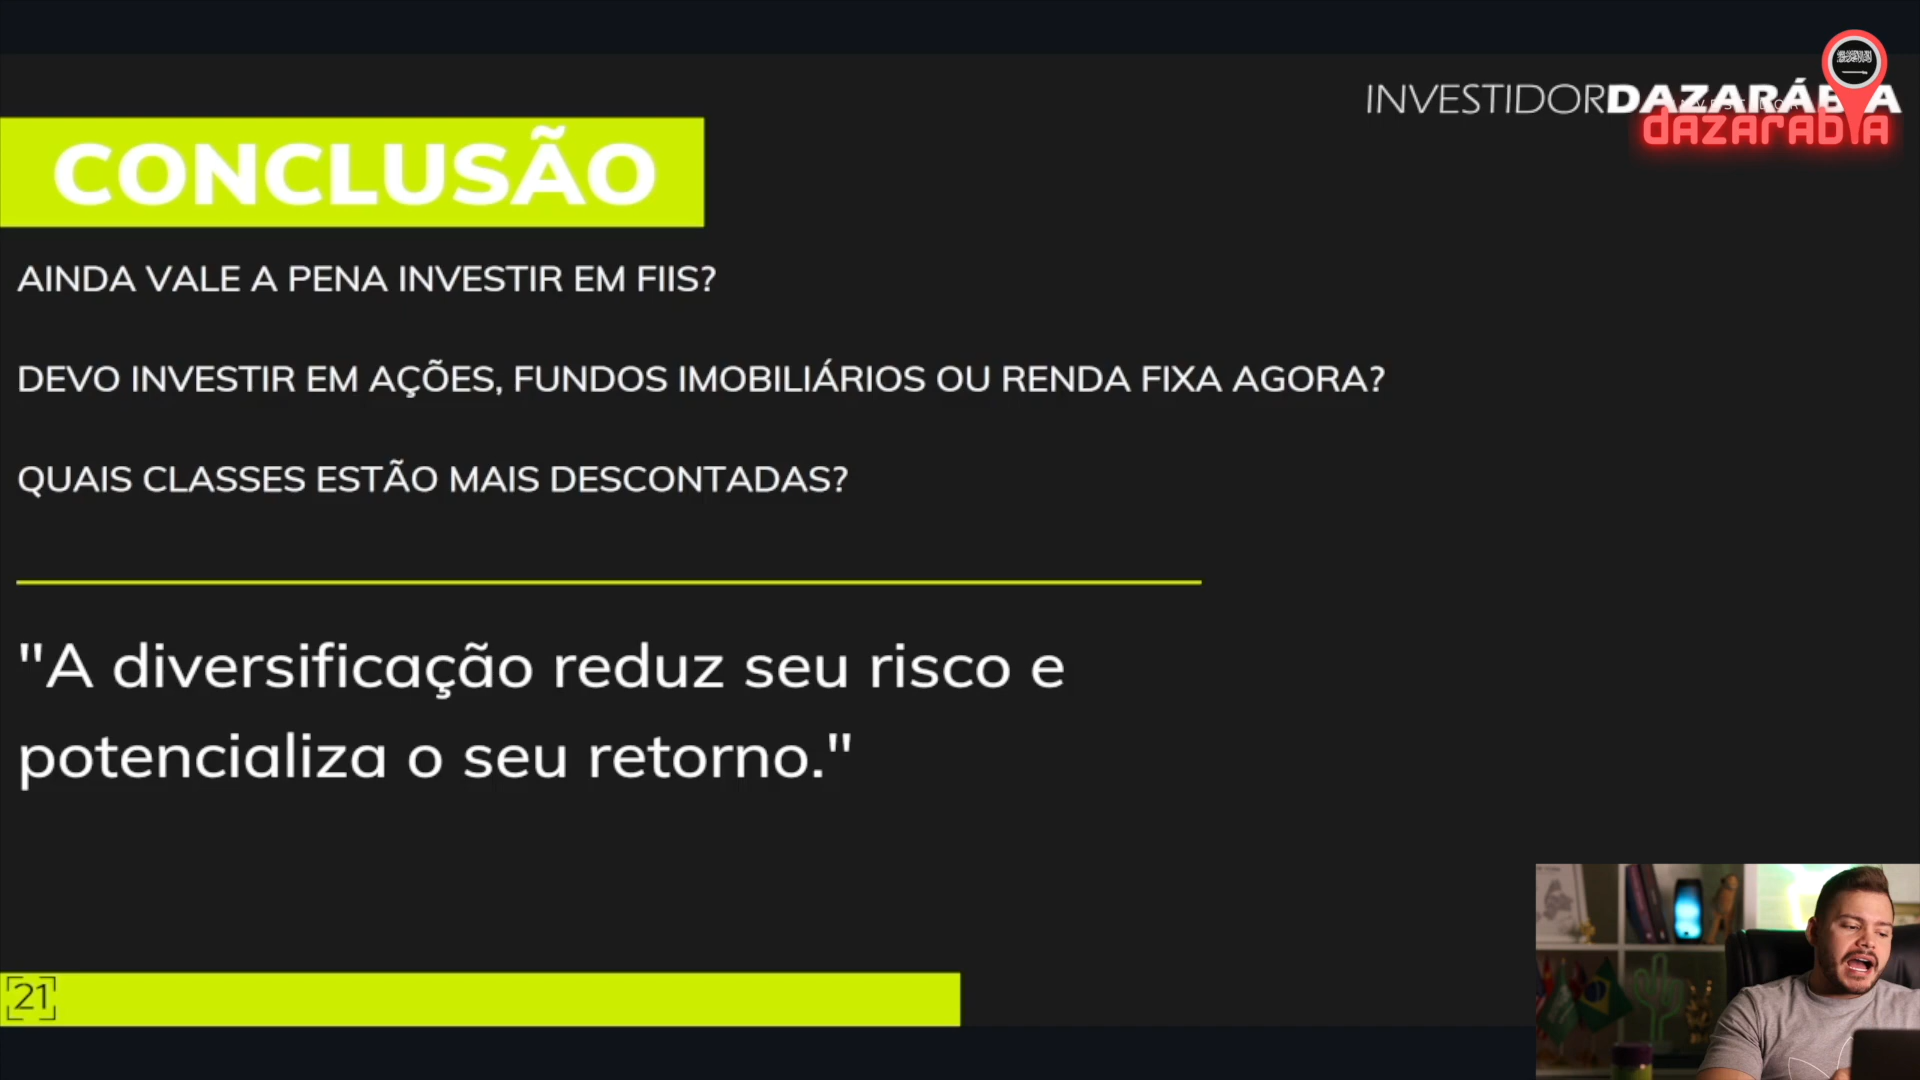 INVESTIDORDAZARÁBIA
dazarabia
CONCLUSÃO
AINDA VALE A PENA INVESTIR EM FIIS?
DEVO INVESTIR EM AÇÕES, FUNDOS IMOBILIÁRIOS OU RENDA FIXA AGORA?
QUAIS CLASSES ESTÃO MAIS DESCONTADAS?
"A diversificação reduz seu risco e
potencializa o seu retorno."
21